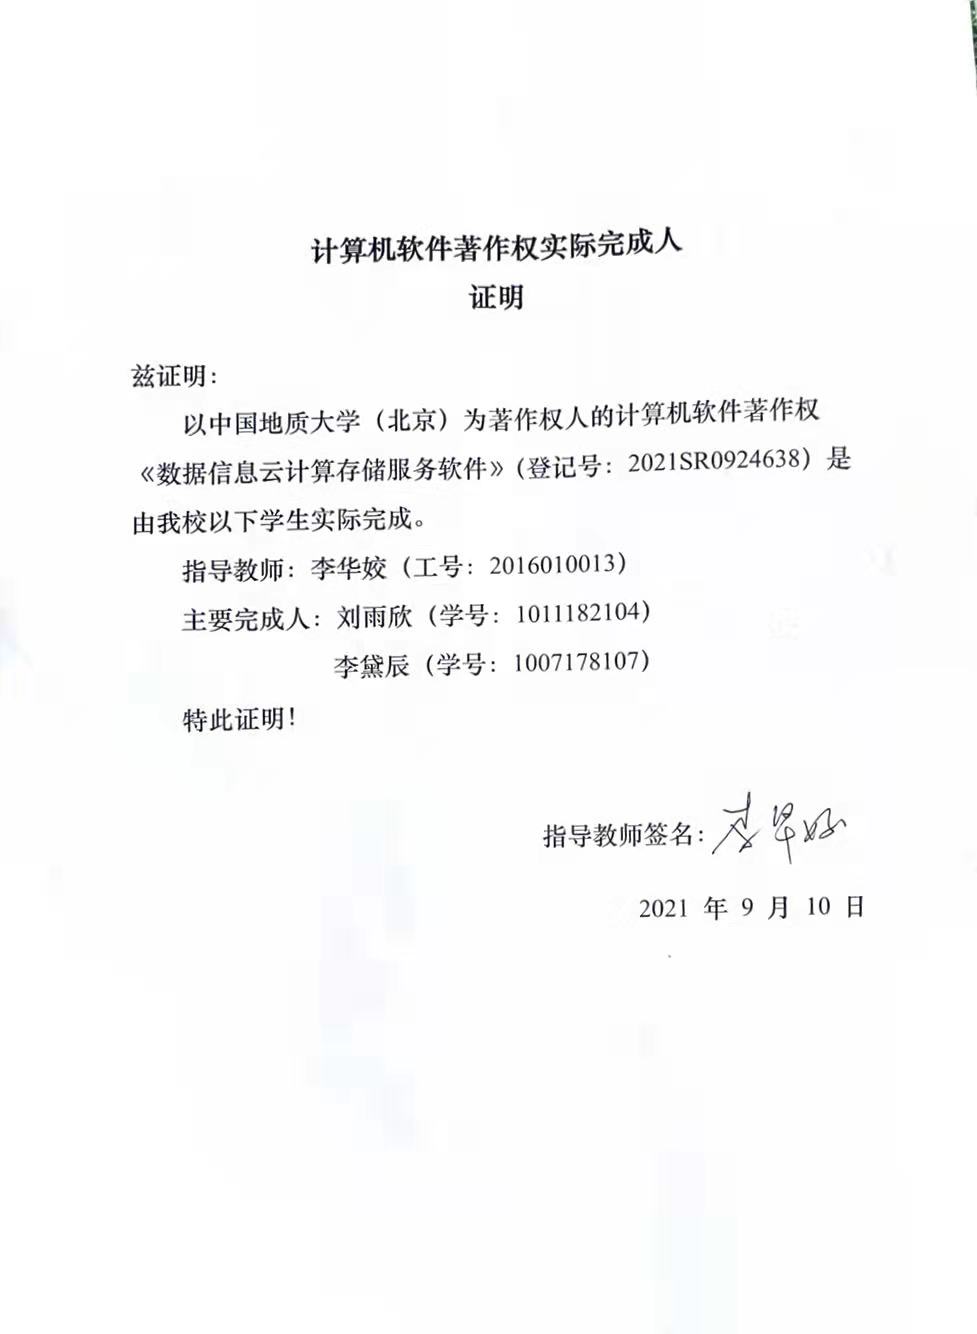 计算机软件著作权实际完成人
证明
兹证明：
以中国地质大学（北京）为著作权人的计算机软件著作权
《数据信息云计算存储服务软件》（登记号：2021SR0924638）是
由我校以下学生实际完成。
指导教师：李华姣（工号：2016010013）
主要完成人：刘雨欣（学号：1011182104）
李黛辰（学号：1007178107）
特此证明！
指导教师签名：李华姣
2021 年 9 月 10 日